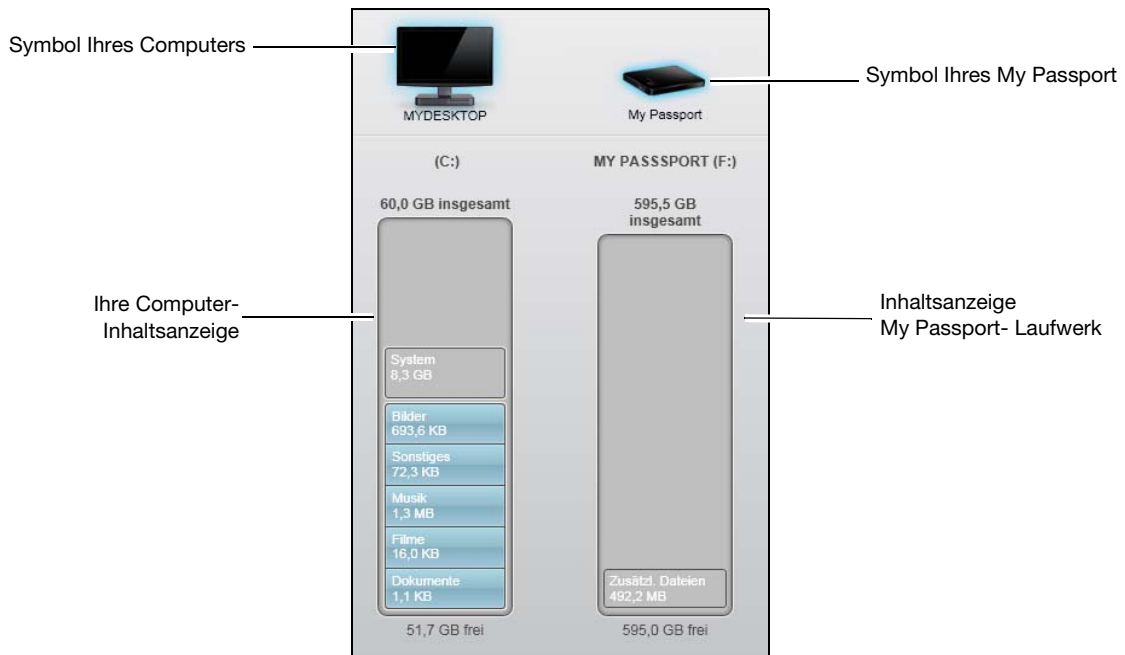 Symbol Ihres Computers
Symbol Ihres My Passport
MYDESKTOP
My Passport
(C:)
MY PASSSPORT (F:)
60,0 GB insgesamt
595,5 GB
insgesamt
Ihre Computer-
Inhaltsanzeige
Inhaltsanzeige
My Passport- Laufwerk
System
8,3 GB
Bilder
693,6 KB
Sonstiges
72,3 KB
Musik
1,3 MB
Filme
16,0 KB
Dokumente
1,1 KB
Zusätzl. Dateien
492,2 MB
51,7 GB frei
595,0 GB frei